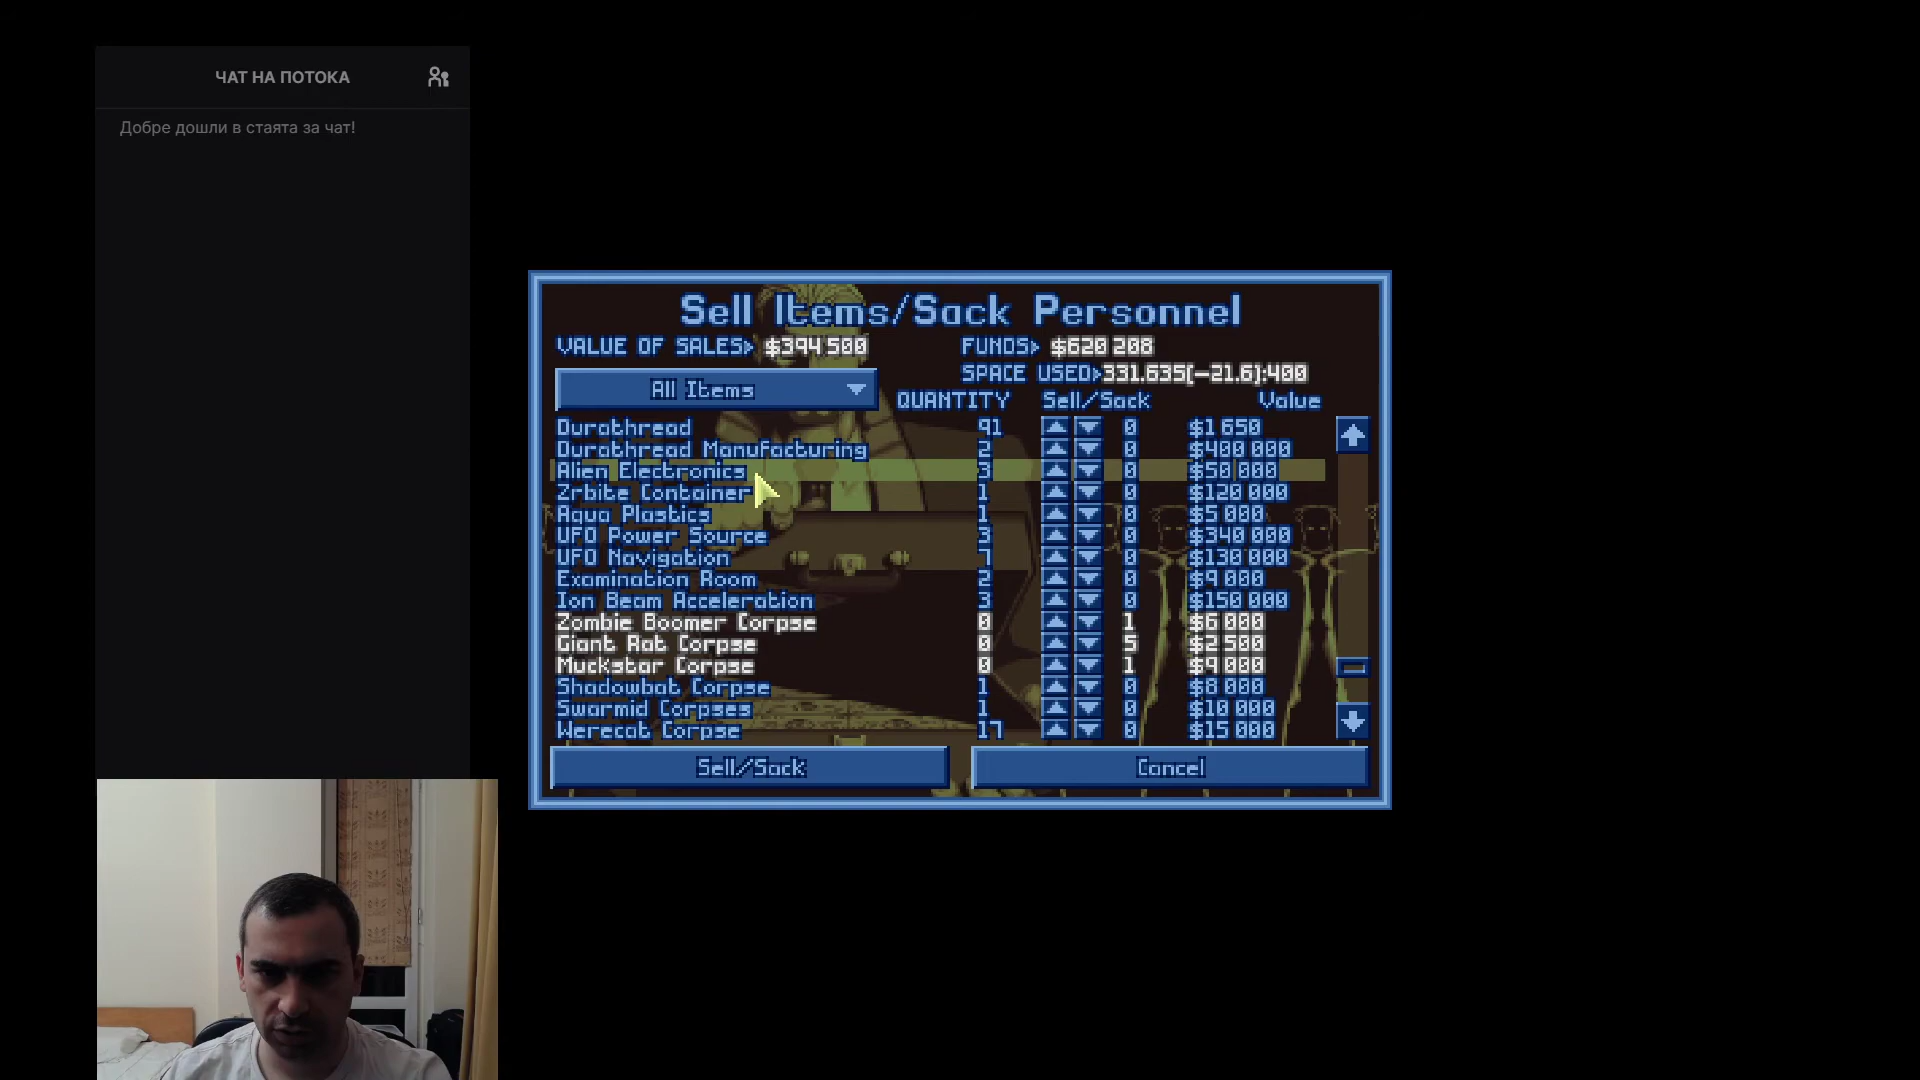 ЧАТ НА ПОТОКА
Добре дошли в стаята за чат!
Sell Items/Sack Personnel
VALUE OF SALES> $394 500 FUNDS> $620 208
SPACE USED>331.635(-21.6):400
All Items
QUANTITY Sell/Sack Value
Durathread 91 0 $1 650
Durathread Manufacturing 2 0 $400 000
Alien Electronics 3 0 $50 000
Zrbite Container 1 0 $120 000
Aqua Plastics 1 0 $5 000
UFO Power Source 3 0 $340 000
UFO Navigation 7 0 $130 000
Examination Room 2 0 $9 000
Ion Beam Acceleration 3 0 $150 000
Zombie Boomer Corpse 0 1 $6 000
Giant Rat Corpse 0 5 $2 500
Muckstar Corpse 0 1 $9 000
Shadowbat Corpse 1 0 $8 000
Swarmid Corpses 1 0 $10 000
Werecat Corpse 17 0 $15 000
Sell/Sack Cancel